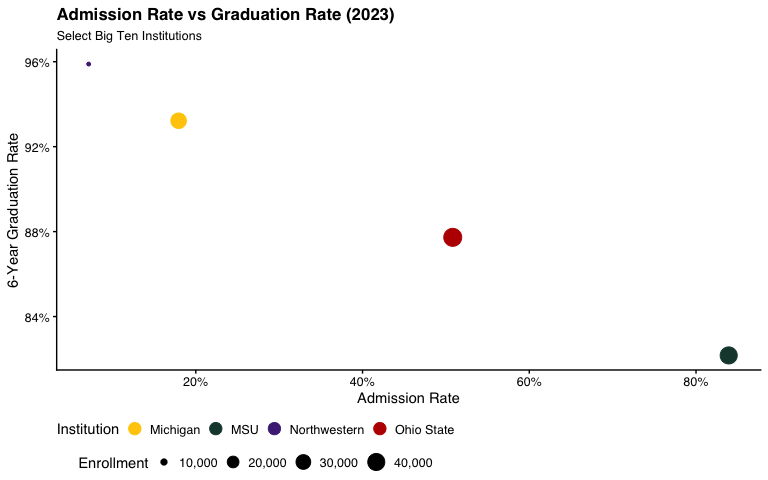 Admission Rate vs Graduation Rate (2023)
Select Big Ten Institutions
6-Year Graduation Rate
96%
92%
88%
84%
20% 40% 60% 80%
Admission Rate
Institution Michigan MSU Northwestern Ohio State
Enrollment 10,000 20,000 30,000 40,000